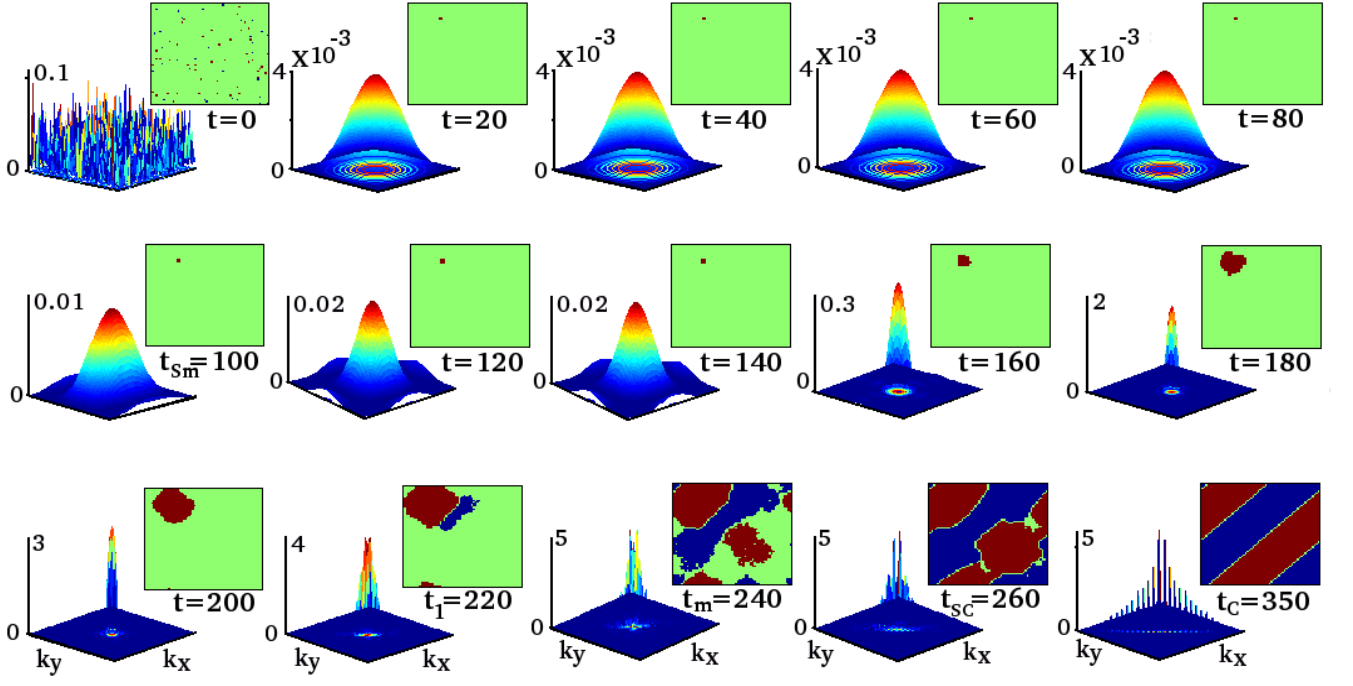 0.1
0
t=0
X10^-3
4
0
t=20
X10^-3
4
0
t=40
X10^-3
4
0
t=60
X10^-3
4
0
t=80
0.01
0
t_Sm=100
0.02
0
t=120
0.02
0
t=140
0.3
0
t=160
2
0
t=180
3
0
t=200
ky
kx
4
0
t_1=220
ky
kx
5
0
t_m=240
ky
kx
5
0
t_SC=260
ky
kx
5
0
t_C=350
ky
kx